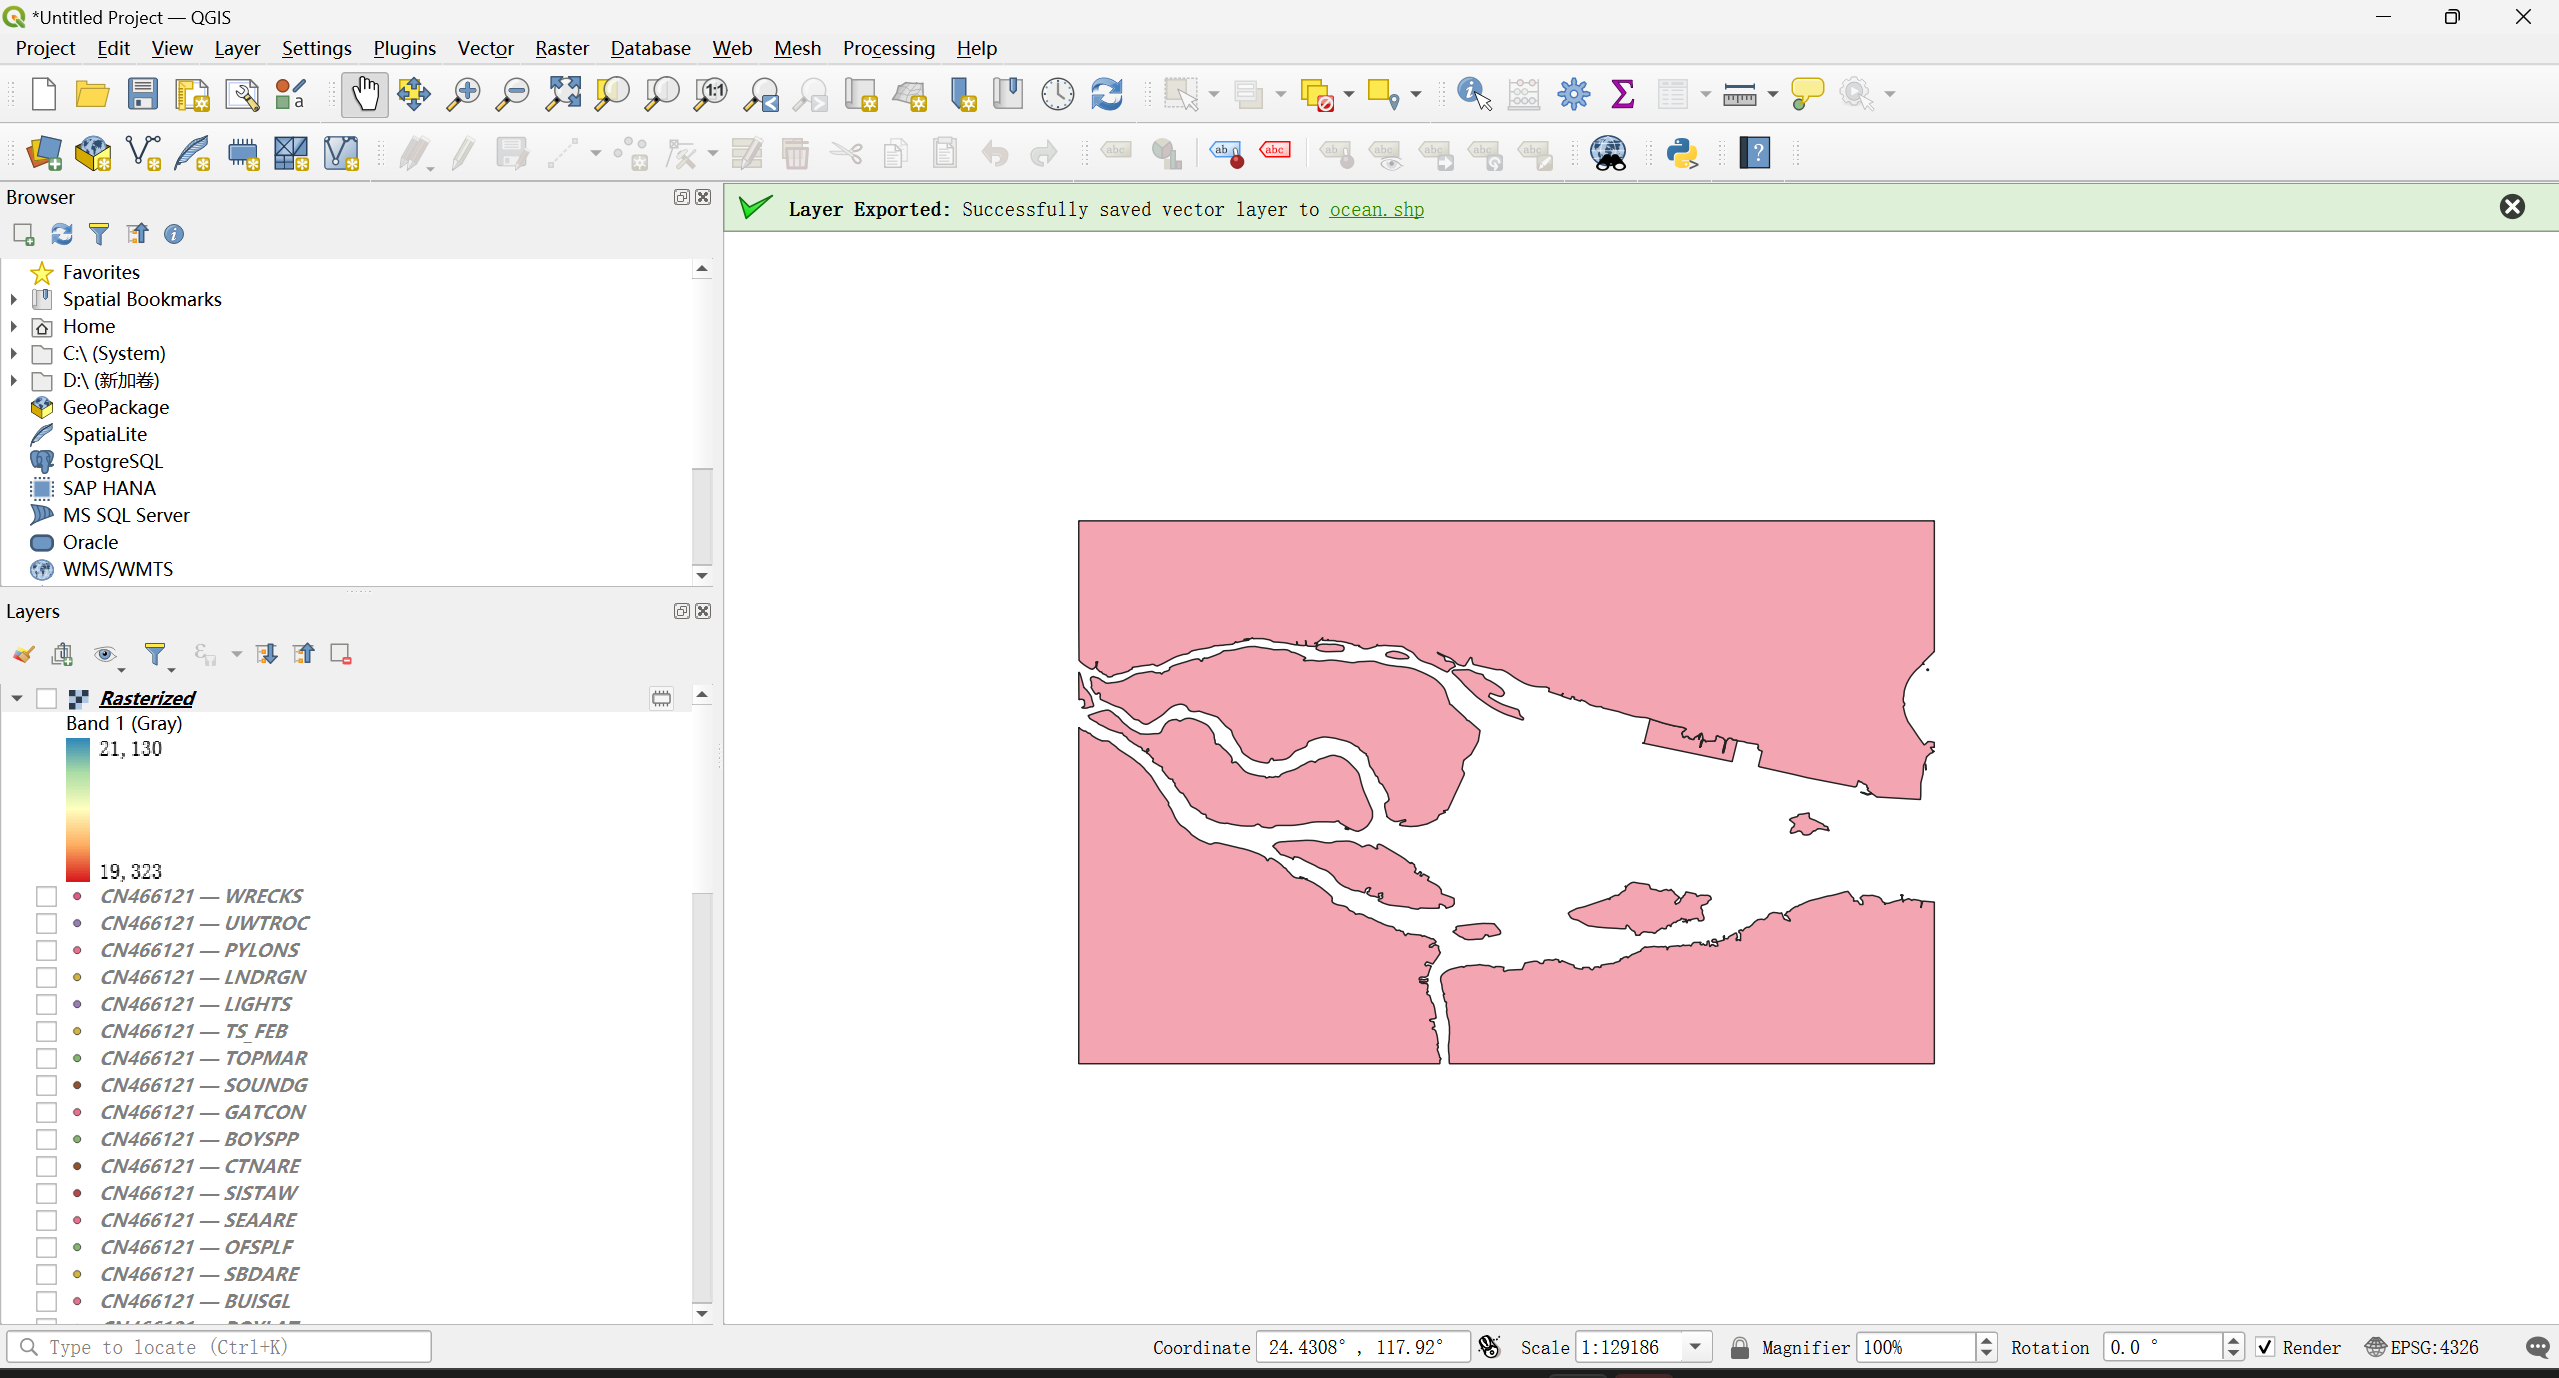 *Untitled Project — QGIS
Project Edit View Layer Settings Plugins Vector Raster Database Web Mesh Processing Help
Browser
Layer Exported: Successfully saved vector layer to ocean.shp
Favorites
Spatial Bookmarks
Home
C:\ (System)
D:\ (新加卷)
GeoPackage
SpatiaLite
PostgreSQL
SAP HANA
MS SQL Server
Oracle
WMS/WMTS
Layers
Rasterized
Band 1 (Gray)
21,130
19,323
CN466121 — WRECKS
CN466121 — UWTROC
CN466121 — PYLONS
CN466121 — LNDRGN
CN466121 — LIGHTS
CN466121 — TS_FEB
CN466121 — TOPMAR
CN466121 — SOUNDG
CN466121 — GATCON
CN466121 — BOYSPP
CN466121 — CTNARE
CN466121 — SISTAW
CN466121 — SEAARE
CN466121 — OFSPLF
CN466121 — SBDARE
CN466121 — BUISGL
Type to locate (Ctrl+K) Coordinate 24.4308° , 117.92° Scale 1:129186 Magnifier 100% Rotation 0.0 ° Render EPSG:4326